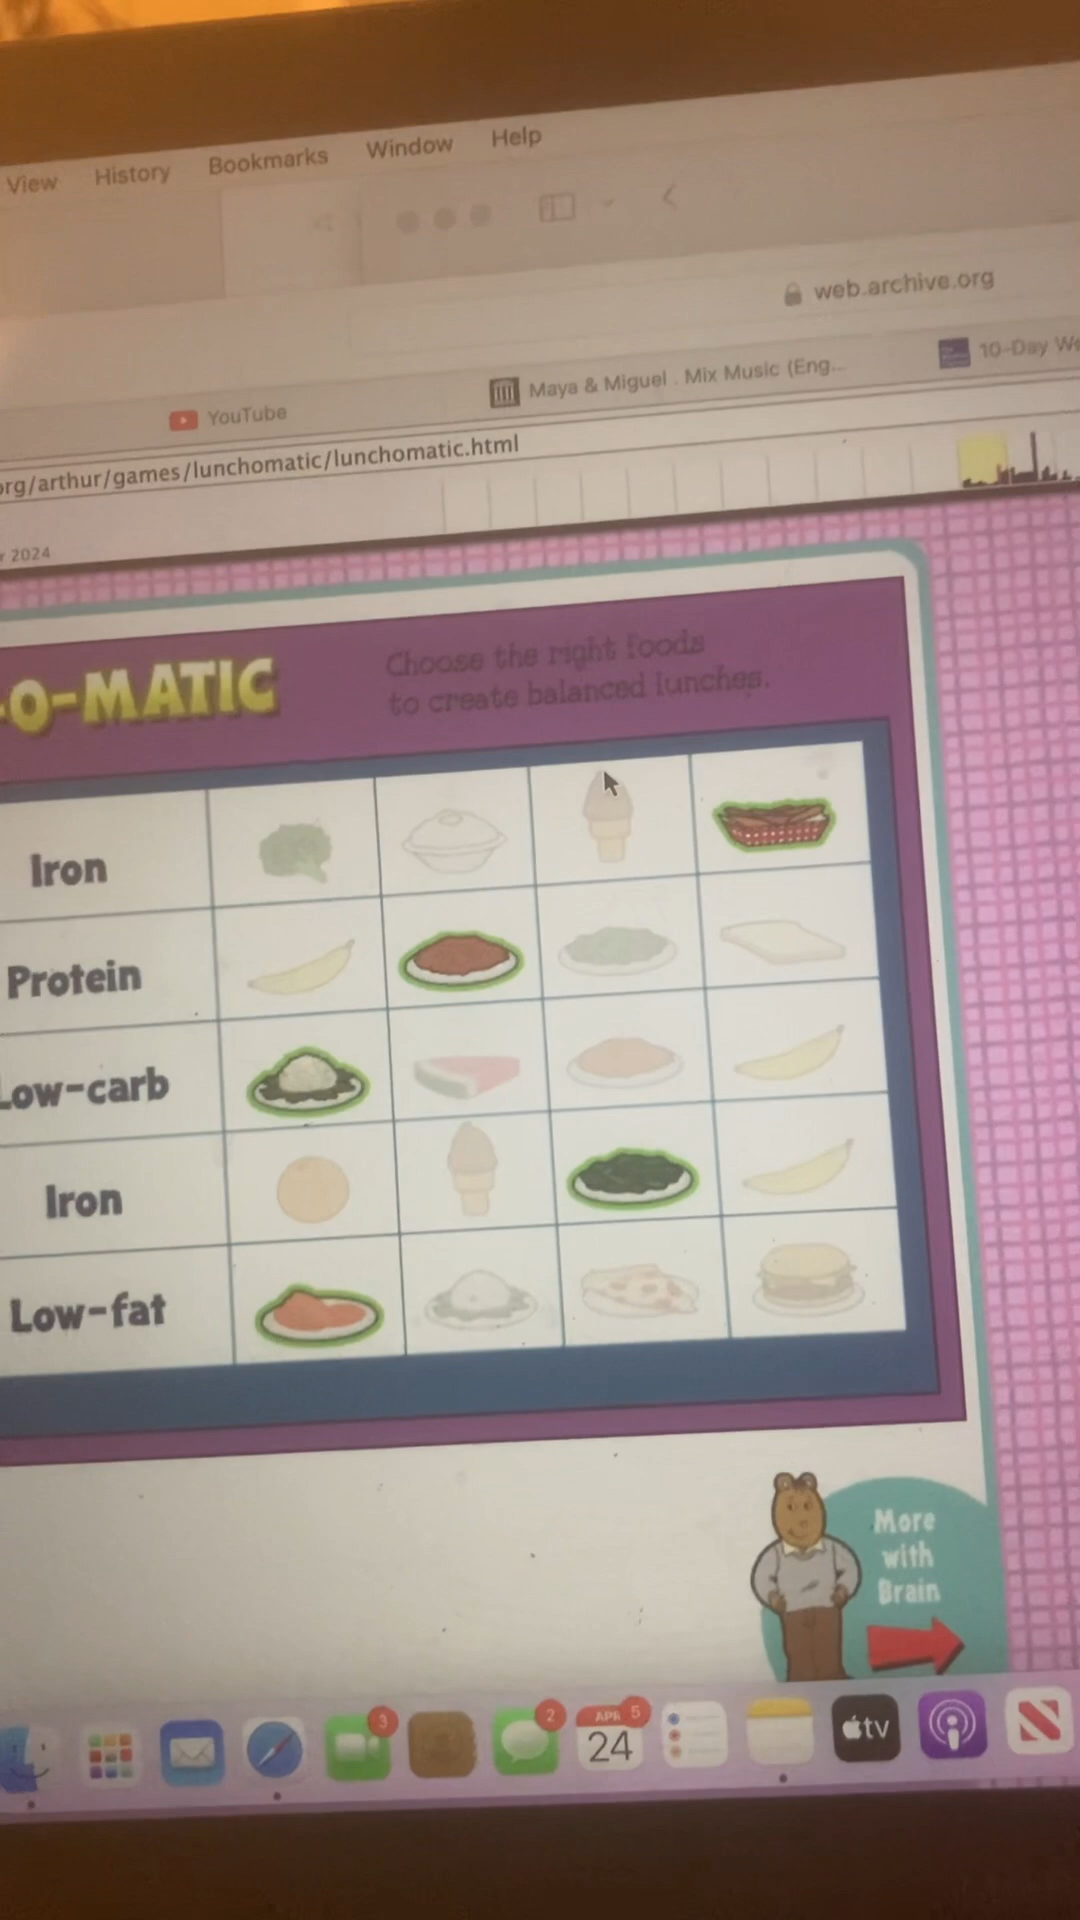 View History Bookmarks Window Help
web.archive.org
YouTube
Maya & Miguel . Mix Music (Eng...
10-Day We
org/arthur/games/lunchomatic/lunchomatic.html
r 2024
-O-MATIC
Choose the right foods
to create balanced lunches.
Iron
Protein
Low-carb
Iron
Low-fat
More
with
Brain
3
2
APR 5
24
tv